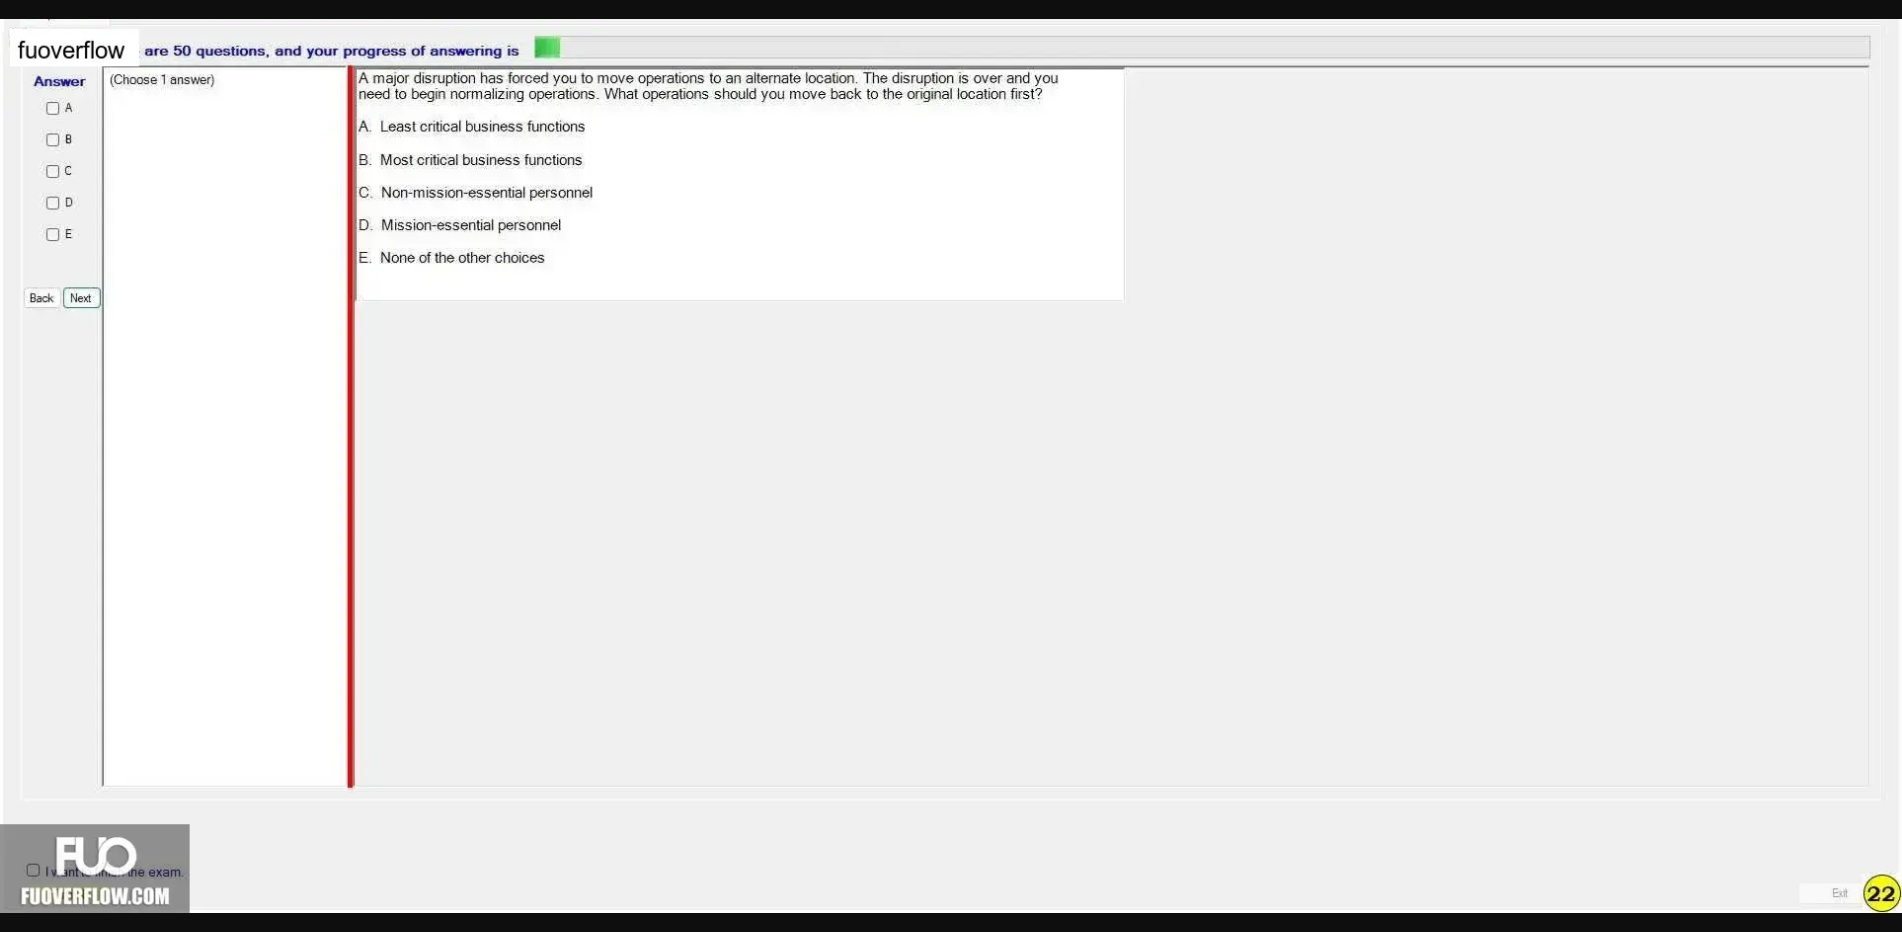 fuoverflow are 50 questions, and your progress of answering is
Answer
(Choose 1 answer)
A
B
C
D
E
Back Next
A major disruption has forced you to move operations to an alternate location. The disruption is over and you
need to begin normalizing operations. What operations should you move back to the original location first?
A. Least critical business functions
B. Most critical business functions
C. Non-mission-essential personnel
D. Mission-essential personnel
E. None of the other choices
FUO
I want the exam.
FUOVERFLOW.COM
Exit
22